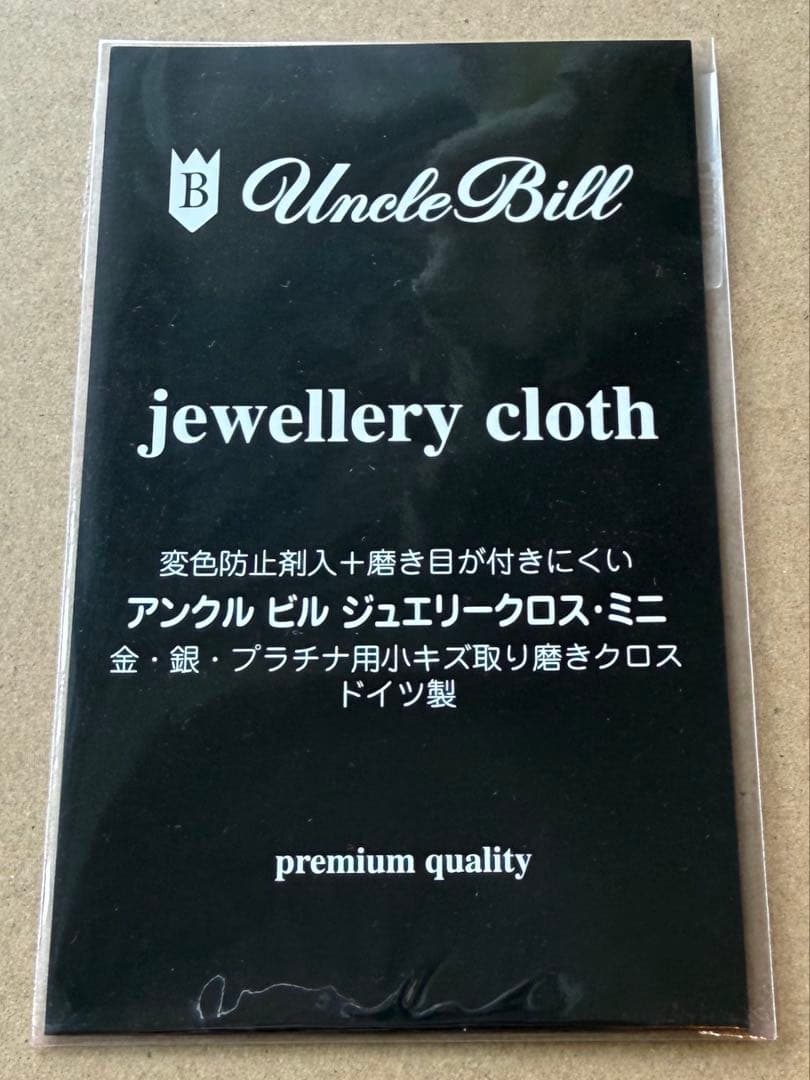 B UncleBill
jewellery cloth
変色防止剤入＋磨き目が付きにくい
アンクル ビル ジュエリークロス・ミニ
金・銀・プラチナ用小キズ取り磨きクロス
ドイツ製
premium quality